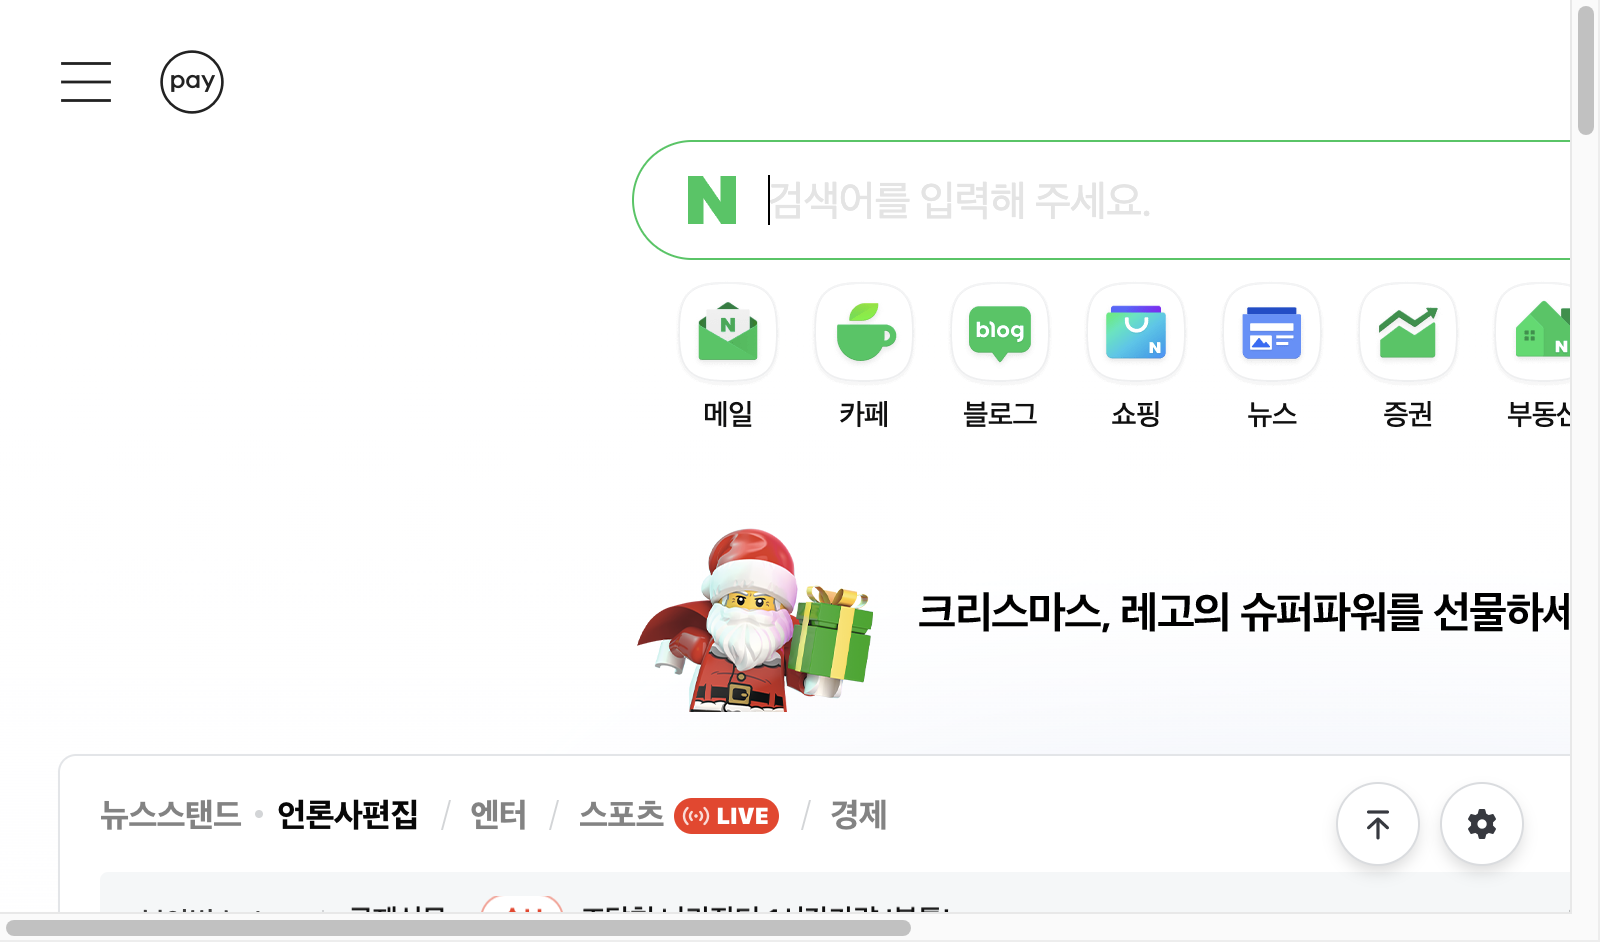 pay
N 검색어를 입력해 주세요.
N blog N N
메일 카페 블로그 쇼핑 뉴스 증권 부동산
크리스마스, 레고의 슈퍼파워를 선물하세
뉴스스탠드 · 언론사편집 / 엔터 / 스포츠 LIVE / 경제